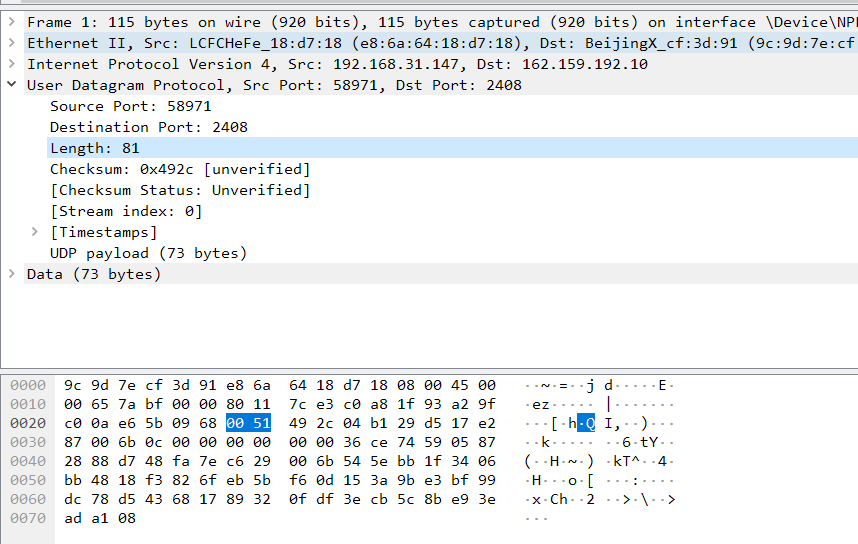 Frame 1: 115 bytes on wire (920 bits), 115 bytes captured (920 bits) on interface \Device\NPF
Ethernet II, Src: LCFCHeFe_18:d7:18 (e8:6a:64:18:d7:18), Dst: BeijingX_cf:3d:91 (9c:9d:7e:cf
Internet Protocol Version 4, Src: 192.168.31.147, Dst: 162.159.192.10
User Datagram Protocol, Src Port: 58971, Dst Port: 2408
Source Port: 58971
Destination Port: 2408
Length: 81
Checksum: 0x492c [unverified]
[Checksum Status: Unverified]
[Stream index: 0]
[Timestamps]
UDP payload (73 bytes)
Data (73 bytes)
0000 9c 9d 7e cf 3d 91 e8 6a 64 18 d7 18 08 00 45 00 ··~·=··j d·····E·
0010 00 65 7a bf 00 00 80 11 7c e3 c0 a8 1f 93 a2 9f ·ez····· |·······
0020 c0 0a e6 5b 09 68 00 51 49 2c 04 b1 29 d5 17 e2 ···[·h·Q I,··)···
0030 87 00 6b 0c 00 00 00 00 00 00 36 ce 74 59 05 87 ··k····· ··6·tY··
0040 28 88 d7 48 fa 7e c6 29 00 6b 54 5e bb 1f 34 06 (··H·~·) ·kT^··4·
0050 bb 48 18 f3 82 6f eb 5b f6 0d 15 3a 9b e3 bf 99 ·H···o·[ ···:····
0060 dc 78 d5 43 68 17 89 32 0f df 3e cb 5c 8b e9 3e ·x·Ch··2 ··>·\··>
0070 ad a1 08 ···